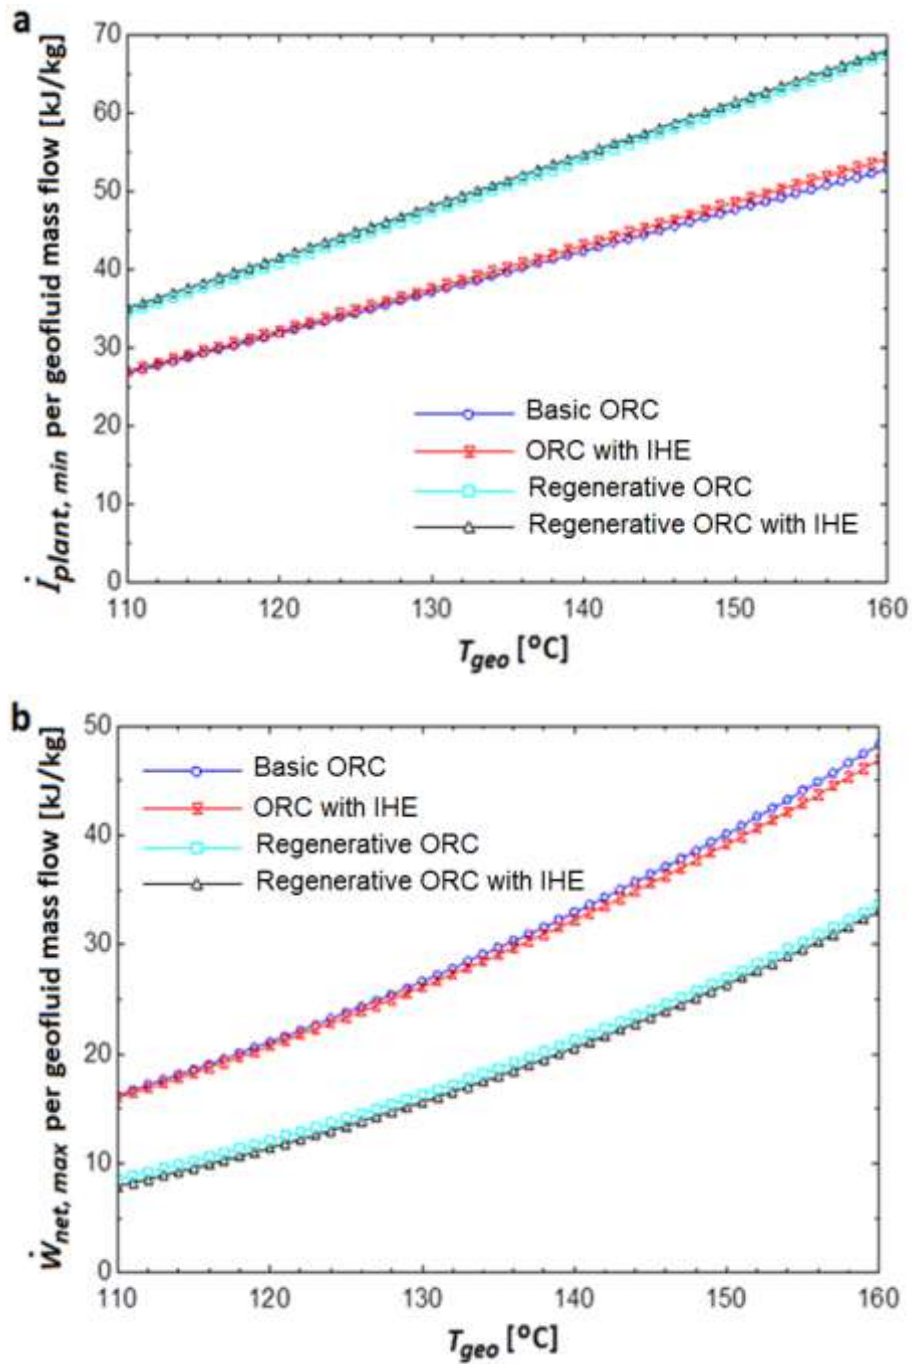 a
İplant, min per geofluid mass flow [kJ/kg]
70
60
50
40
30
20
10
0
Basic ORC
ORC with IHE
Regenerative ORC
Regenerative ORC with IHE
110
120
130
140
150
160
Tgeo [°C]
b
Ẇnet, max per geofluid mass flow [kJ/kg]
50
40
30
20
10
0
Basic ORC
ORC with IHE
Regenerative ORC
Regenerative ORC with IHE
110
120
130
140
150
160
Tgeo [°C]